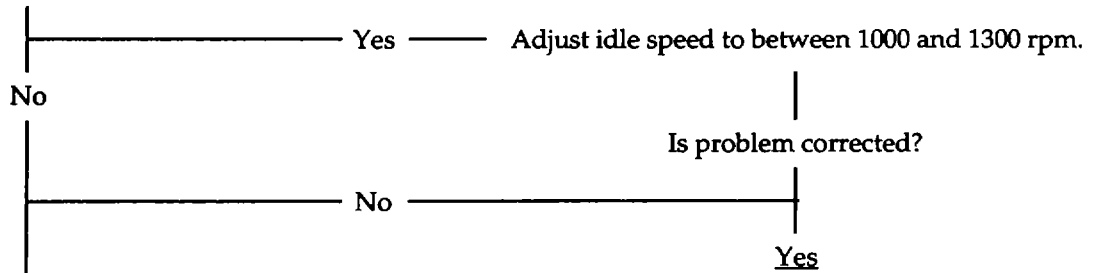 Yes Adjust idle speed to between 1000 and 1300 rpm.
No
Is problem corrected?
No
Yes